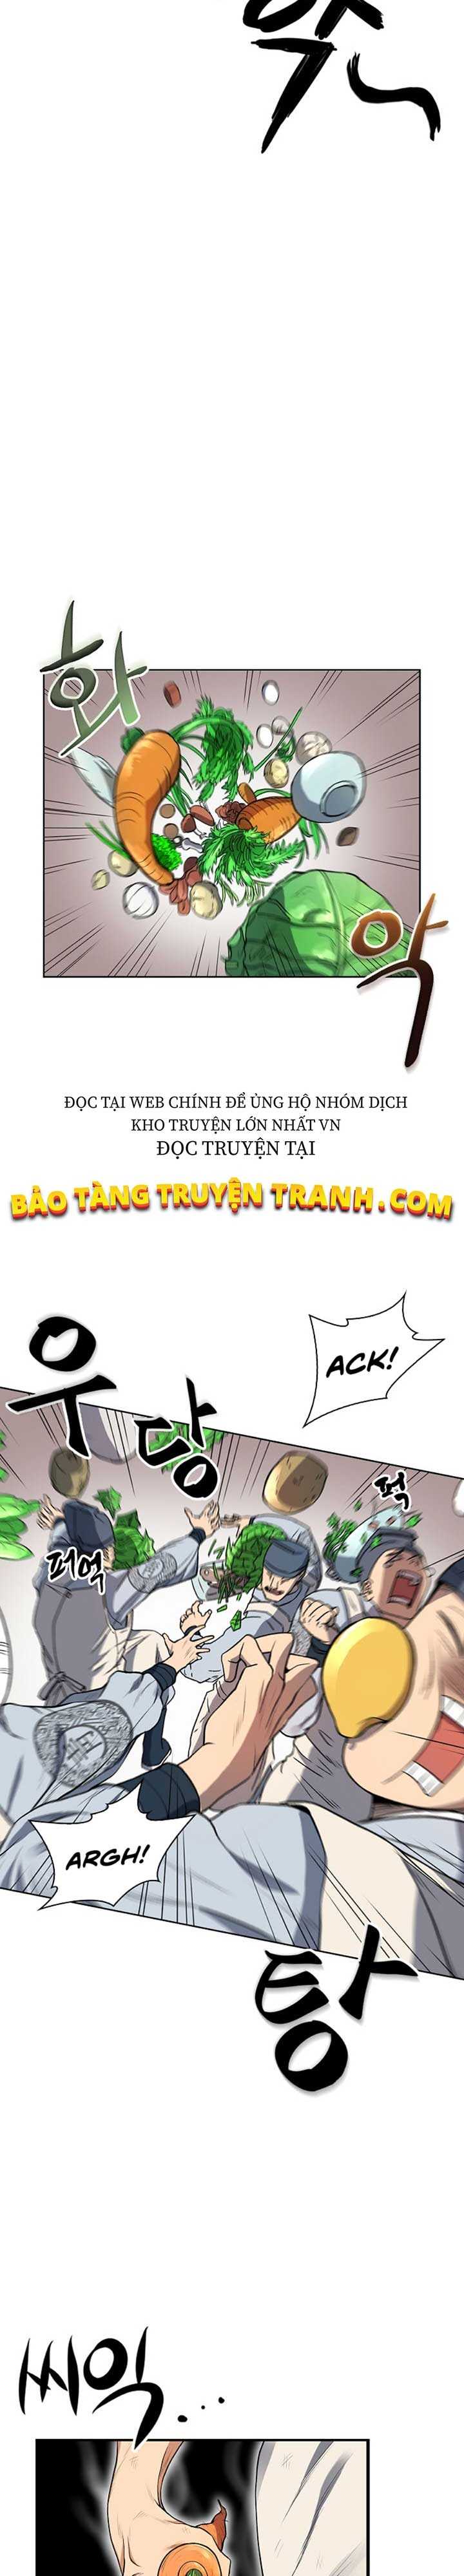 악~
화
악
ĐỌC TẠI WEB CHÍNH ĐỂ ỦNG HỘ NHÓM DỊCH
KHO TRUYỆN LỚN NHẤT VN
ĐỌC TRUYỆN TẠI
BẢO TÀNG TRUYỆN TRANH.COM
ACK!
우당
퍽
퍼억
ARGH!
탕
씨익...